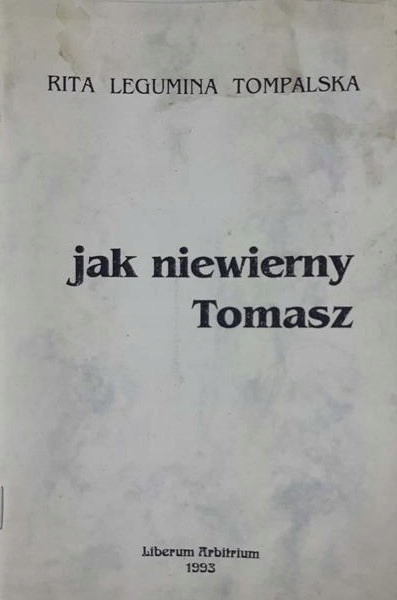 RITA LEGUMINA TOMPALSKA
jak niewierny
Tomasz
Liberum Arbitrium
1993